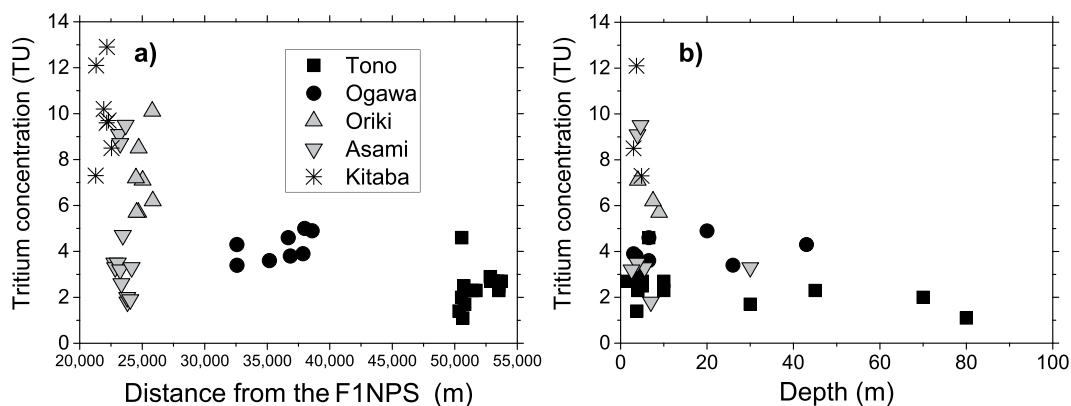 14
12
10
8
6
4
2
0
Tritium concentration (TU)
a)
Tono
Ogawa
Oriki
Asami
Kitaba
20,000 25,000 30,000 35,000 40,000 45,000 50,000 55,000
Distance from the F1NPS (m)
14
12
10
8
6
4
2
0
Tritium concentration (TU)
b)
0 20 40 60 80 100
Depth (m)